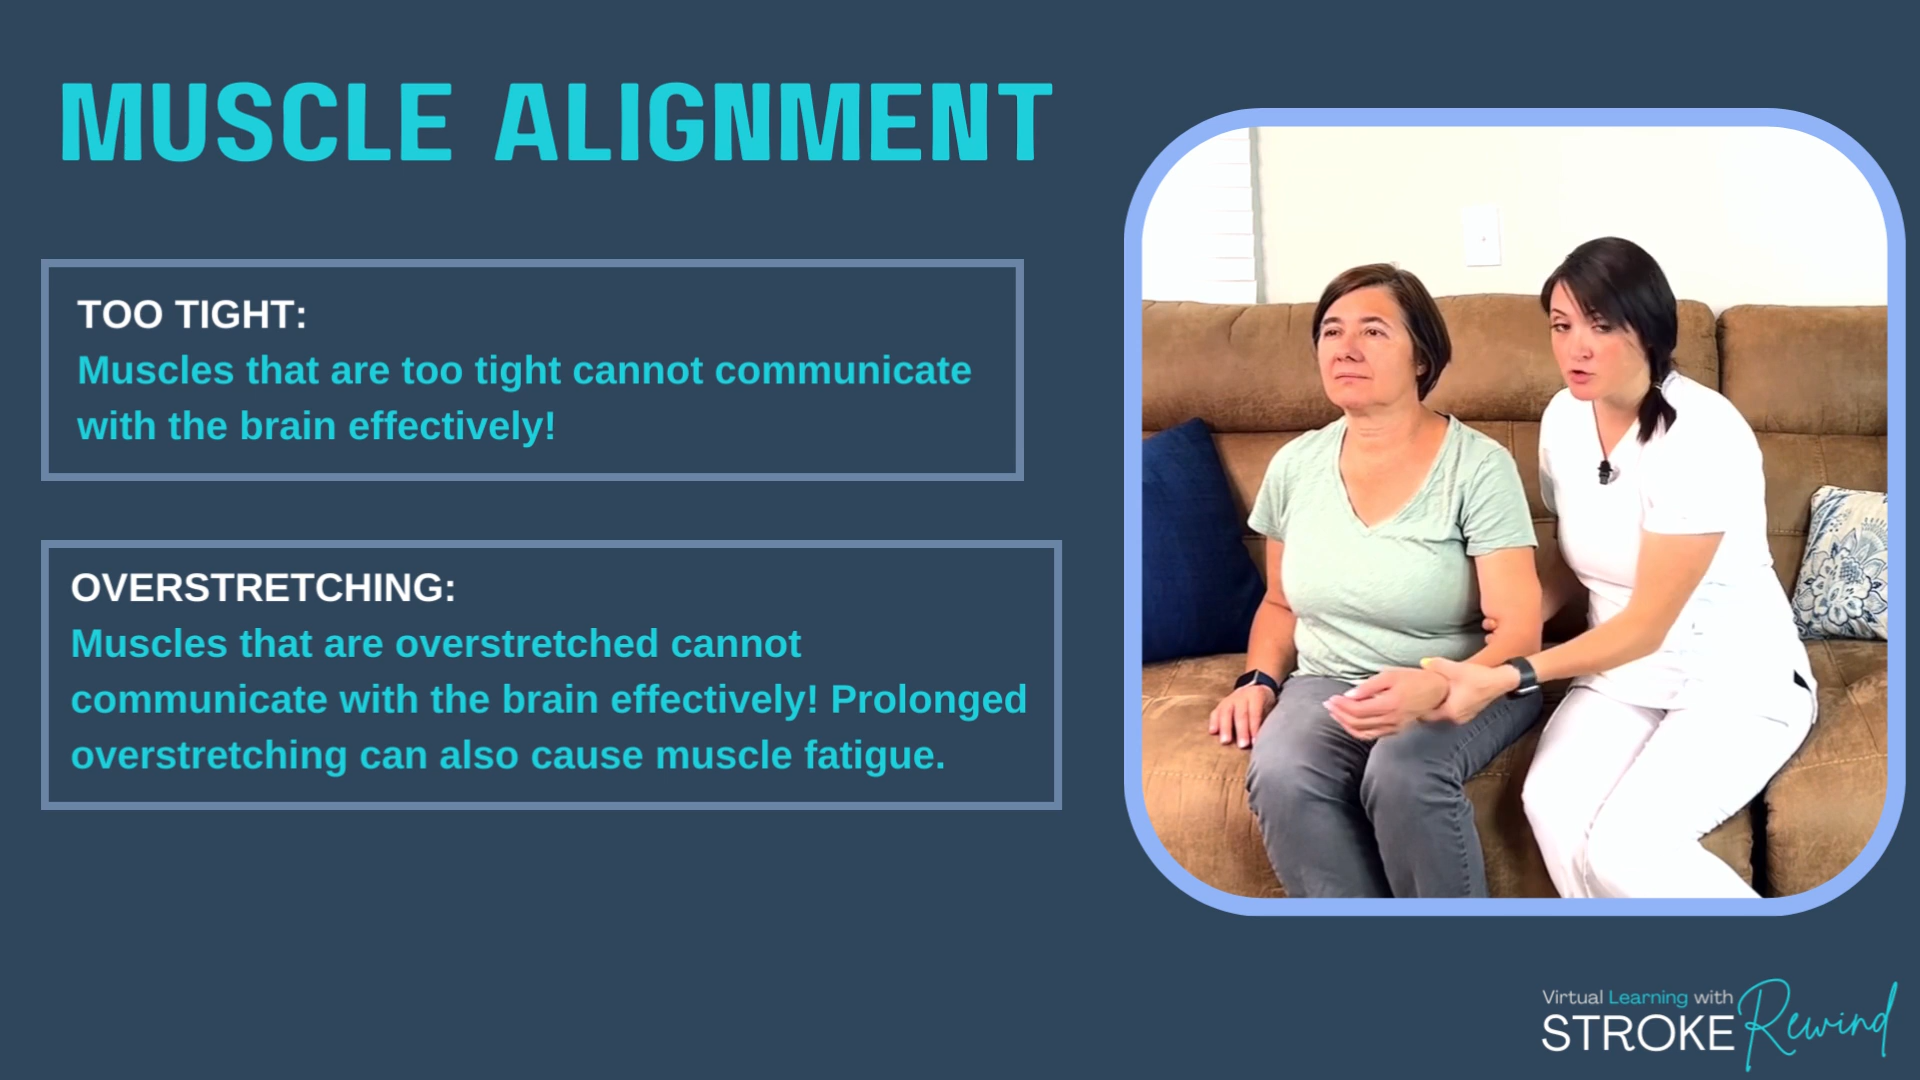 MUSCLE ALIGNMENT
TOO TIGHT:
Muscles that are too tight cannot communicate
with the brain effectively!
OVERSTRETCHING:
Muscles that are overstretched cannot
communicate with the brain effectively! Prolonged
overstretching can also cause muscle fatigue.
Virtual Learning with
STROKE Rewind